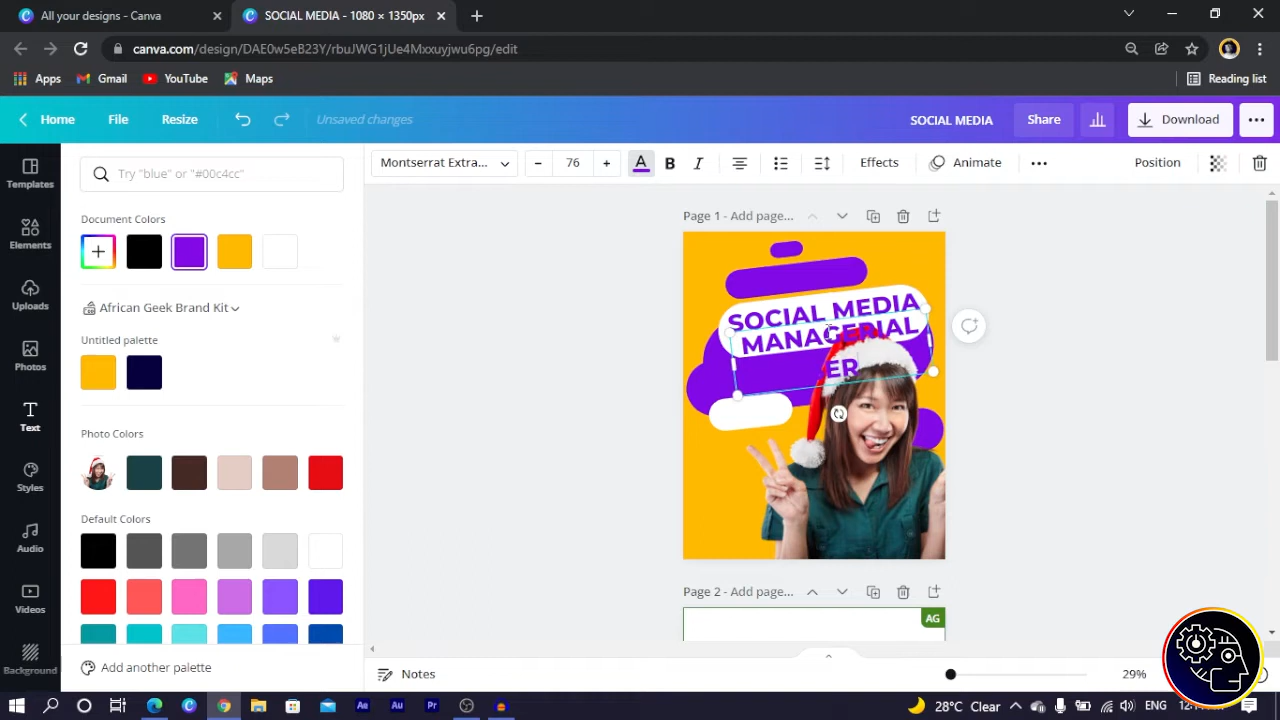 All your designs - Canva
SOCIAL MEDIA - 1080 × 1350px
canva.com/design/DAE0w5eB23Y/rbuJWG1jUe4Mxxuyjwu6pg/edit
Apps
Gmail
YouTube
Maps
Reading list
Home
File
Resize
Unsaved changes
SOCIAL MEDIA
Share
Download
Templates
Elements
Uploads
Photos
Text
Styles
Audio
Videos
Background
Try "blue" or "#00c4cc"
Document Colors
African Geek Brand Kit
Untitled palette
Photo Colors
Default Colors
Add another palette
Montserrat Extra...
76
A
B
I
Effects
Animate
Position
Page 1 - Add page...
SOCIAL MEDIA
MANAGERIAL
ER
Page 2 - Add page...
AG
Notes
29%
Ae
Au
Pr
28°C Clear